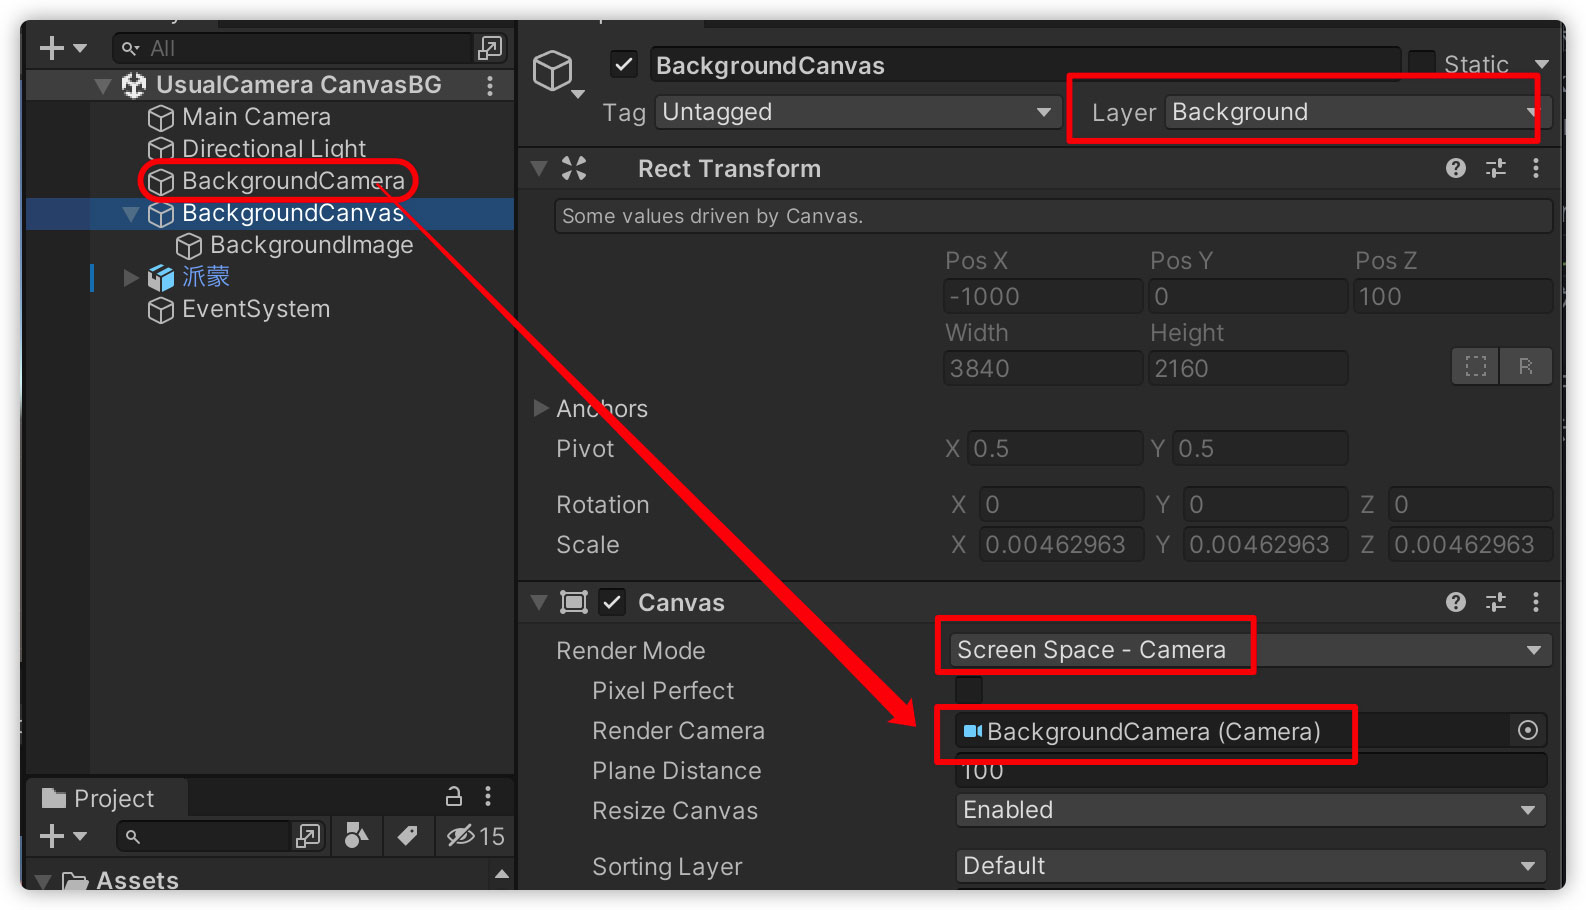 All
UsualCamera CanvasBG
Main Camera
Directional Light
BackgroundCamera
BackgroundCanvas
BackgroundImage
派蒙
EventSystem
Project
15
Assets
BackgroundCanvas
Static
Tag Untagged
Layer Background
Rect Transform
Some values driven by Canvas.
Pos X Pos Y Pos Z
-1000 0 100
Width Height
3840 2160
R
Anchors
Pivot X 0.5 Y 0.5
Rotation X 0 Y 0 Z 0
Scale X 0.00462963 Y 0.00462963 Z 0.00462963
Canvas
Render Mode Screen Space - Camera
Pixel Perfect
Render Camera BackgroundCamera (Camera)
Plane Distance 100
Resize Canvas Enabled
Sorting Layer Default